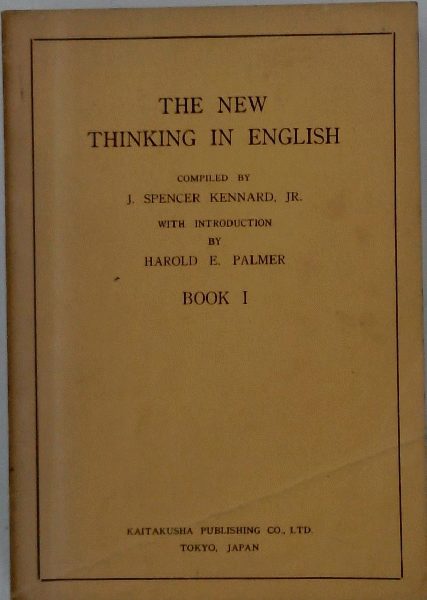 THE NEW
THINKING IN ENGLISH
COMPILED BY
J. SPENCER KENNARD, JR.
WITH INTRODUCTION
BY
HAROLD E. PALMER
BOOK I
KAITAKUSHA PUBLISHING CO., LTD.
TOKYO, JAPAN